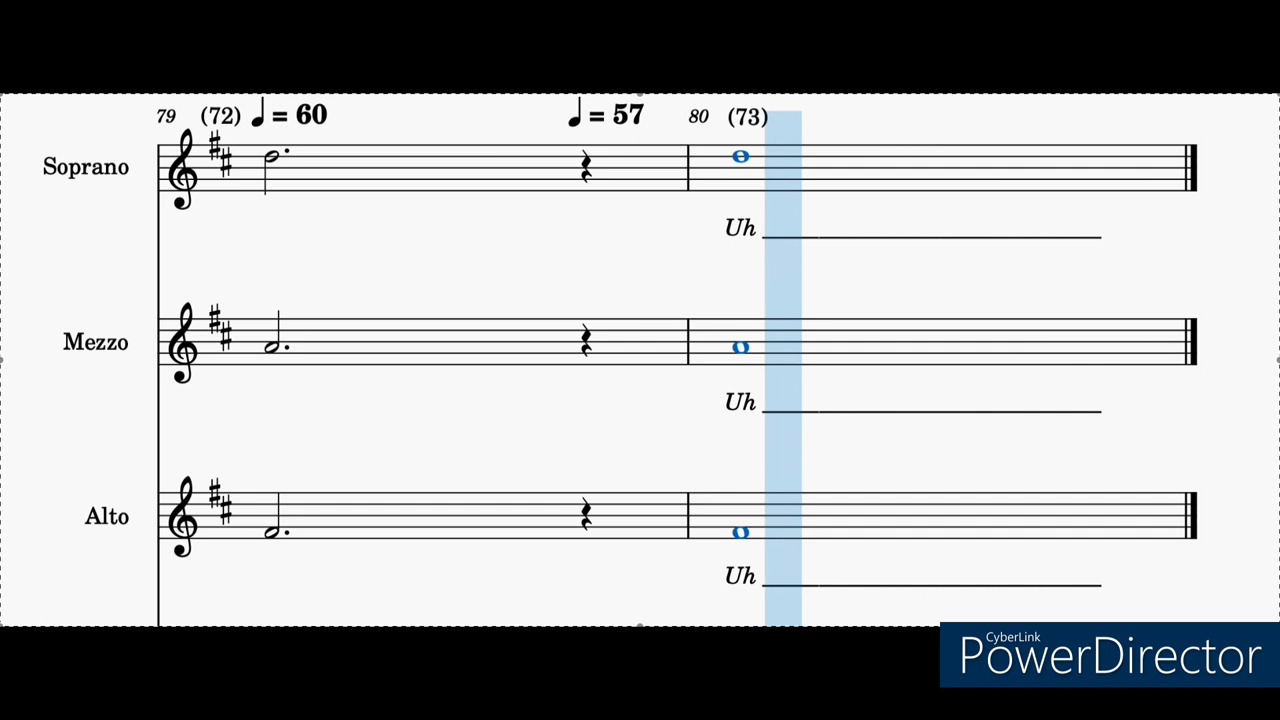 79 (72) ♩ = 60 ♩ = 57 80 (73)
Soprano
Uh
Mezzo
Uh
Alto
Uh
CyberLink
PowerDirector